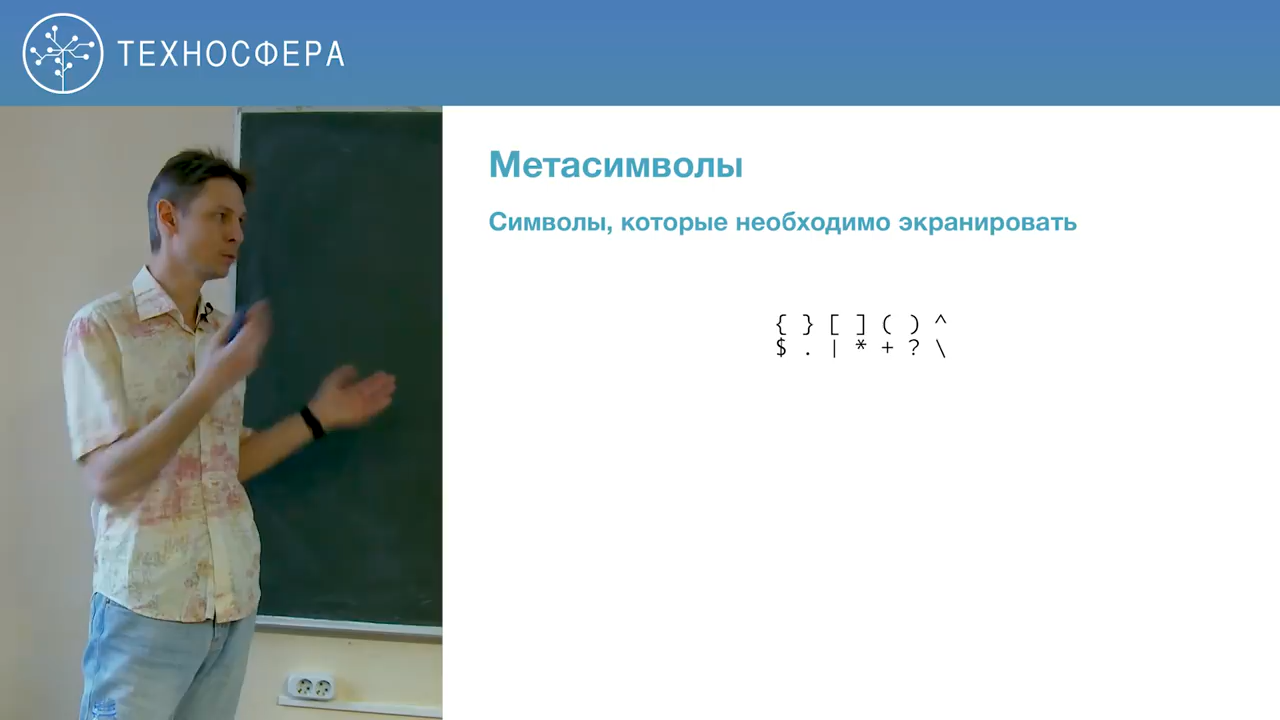 ТЕХНОСФЕРА
Метасимволы
Символы, которые необходимо экранировать
{ } [ ] ( ) ^
$ . | * + ? \